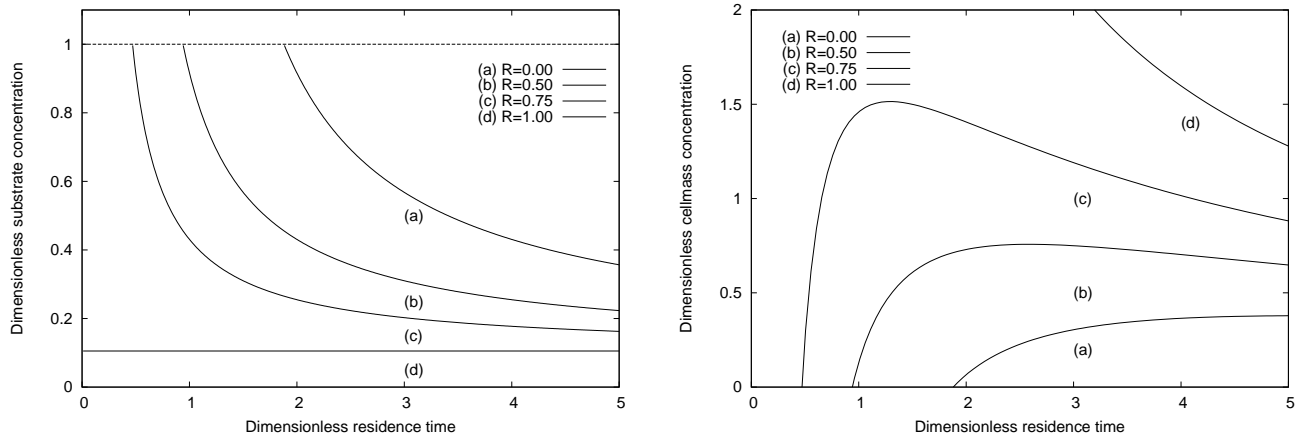 Dimensionless substrate concentration
1
0.8
0.6
0.4
0.2
0
(a) R=0.00
(b) R=0.50
(c) R=0.75
(d) R=1.00
(a)
(b)
(c)
(d)
0 1 2 3 4 5
Dimensionless residence time
Dimensionless cellmass concentration
2
1.5
1
0.5
0
(a) R=0.00
(b) R=0.50
(c) R=0.75
(d) R=1.00
(d)
(c)
(b)
(a)
0 1 2 3 4 5
Dimensionless residence time